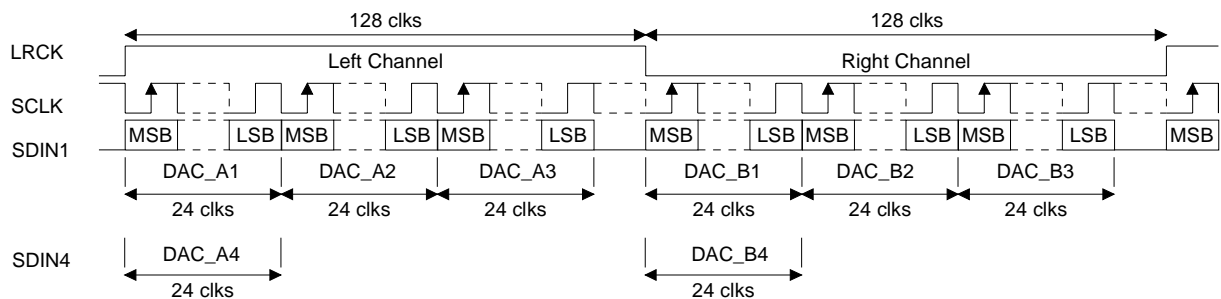 128 clks 128 clks
LRCK Left Channel Right Channel
SCLK
SDIN1 MSB LSB MSB LSB MSB LSB MSB LSB MSB LSB MSB LSB MSB
DAC_A1 DAC_A2 DAC_A3 DAC_B1 DAC_B2 DAC_B3
24 clks 24 clks 24 clks 24 clks 24 clks 24 clks
SDIN4 DAC_A4 DAC_B4
24 clks 24 clks